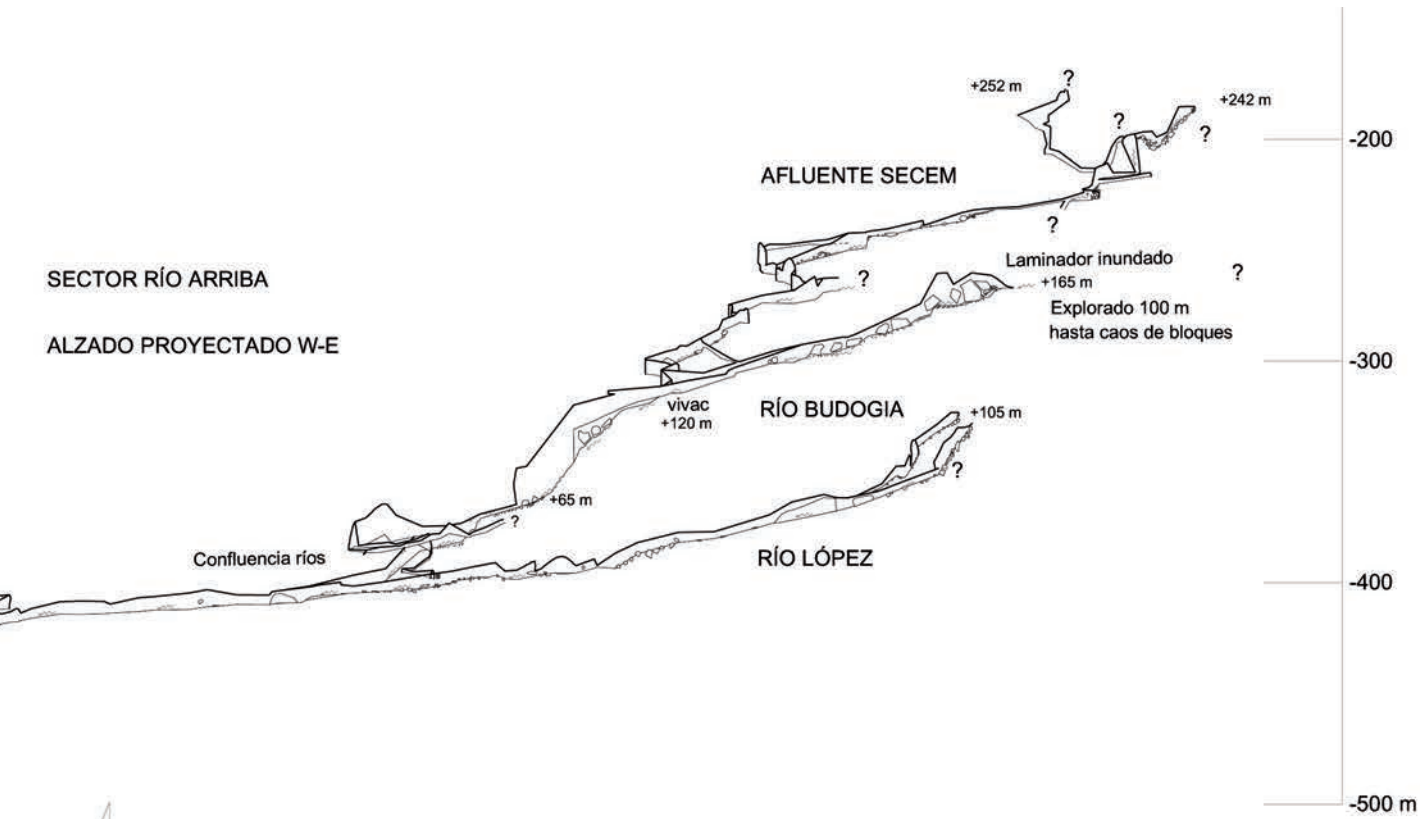 +252 m
?
+242 m
?
?
-200
AFLUENTE SECEM
?
SECTOR RÍO ARRIBA
Laminador inundado
+165 m
?
?
Explorado 100 m
hasta caos de bloques
ALZADO PROYECTADO W-E
-300
vivac
+120 m
RÍO BUDOGIA
+105 m
?
+65 m
?
Confluencia ríos
RÍO LÓPEZ
-400
-500 m